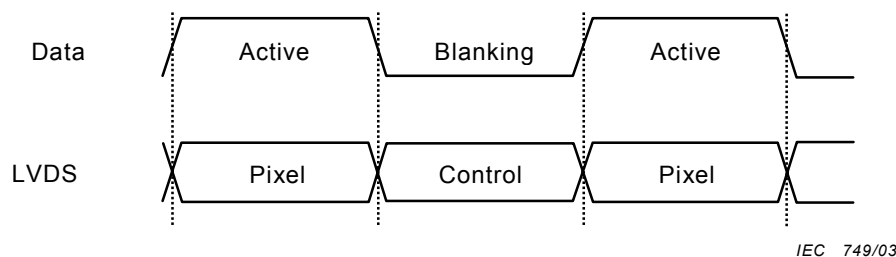 Data Active Blanking Active
LVDS Pixel Control Pixel
IEC 749/03